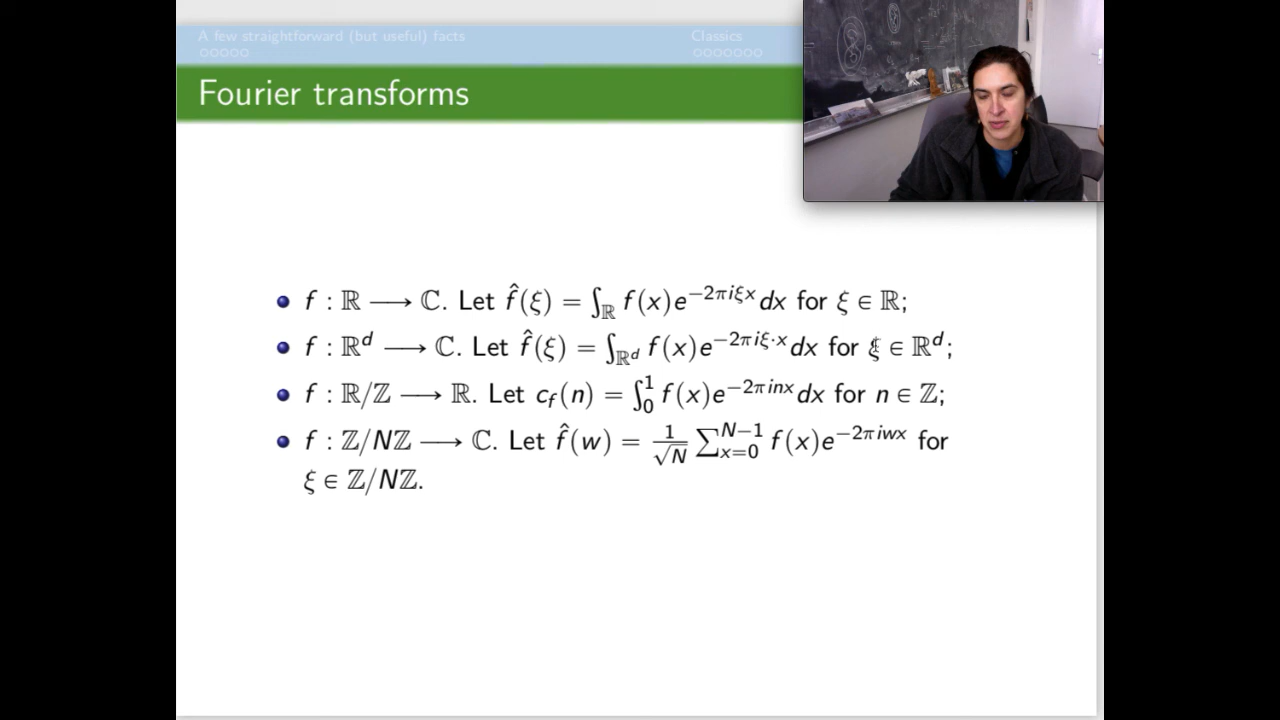 A few straightforward (but useful) facts
Classics
Fourier transforms
f : ℝ ⟶ ℂ. Let f̂(ξ) = ∫_ℝ f(x)e^{−2πiξx}dx for ξ ∈ ℝ;
f : ℝ^d ⟶ ℂ. Let f̂(ξ) = ∫_{ℝ^d} f(x)e^{−2πiξ·x}dx for ξ ∈ ℝ^d;
f : ℝ/ℤ ⟶ ℝ. Let c_f(n) = ∫_0^1 f(x)e^{−2πinx}dx for n ∈ ℤ;
f : ℤ/Nℤ ⟶ ℂ. Let f̂(w) = \frac{1}{√N} ∑_{x=0}^{N−1} f(x)e^{−2πiwx} for
ξ ∈ ℤ/Nℤ.